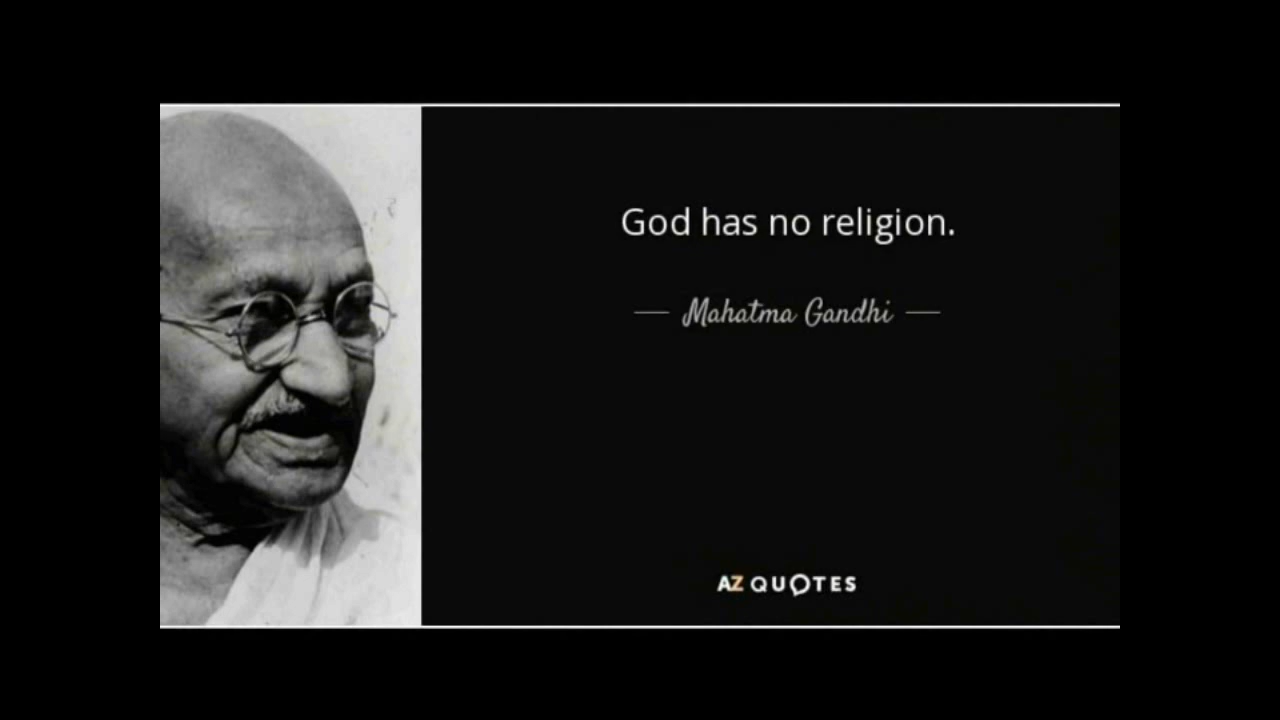 God has no religion.
— Mahatma Gandhi —
AZ QUOTES